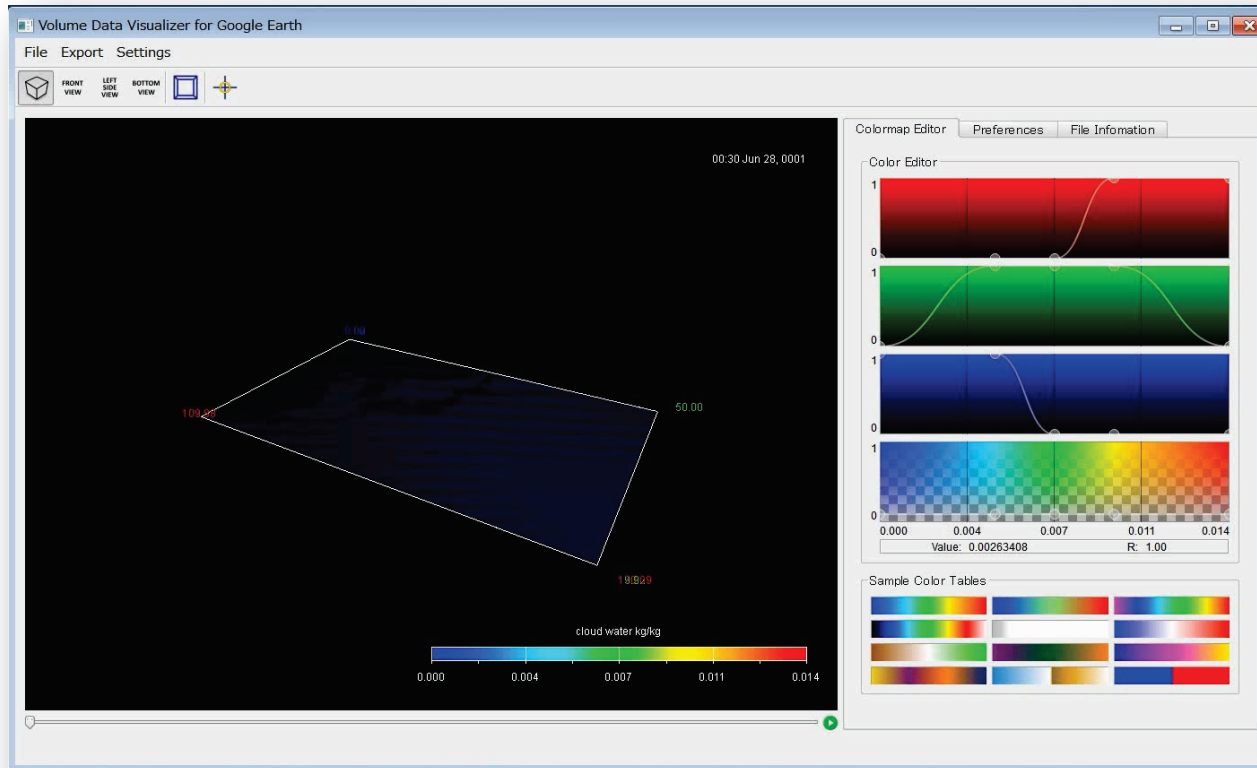 Volume Data Visualizer for Google Earth
File Export Settings
FRONT VIEW
LEFT SIDE VIEW
BOTTOM VIEW
00:30 Jun 28, 0001
50.00
cloud water kg/kg
0.000 0.004 0.007 0.011 0.014
Colormap Editor Preferences File Infomation
Color Editor
1
0
1
0
1
0
1
0
0.000 0.004 0.007 0.011 0.014
Value: 0.00263408 R: 1.00
Sample Color Tables